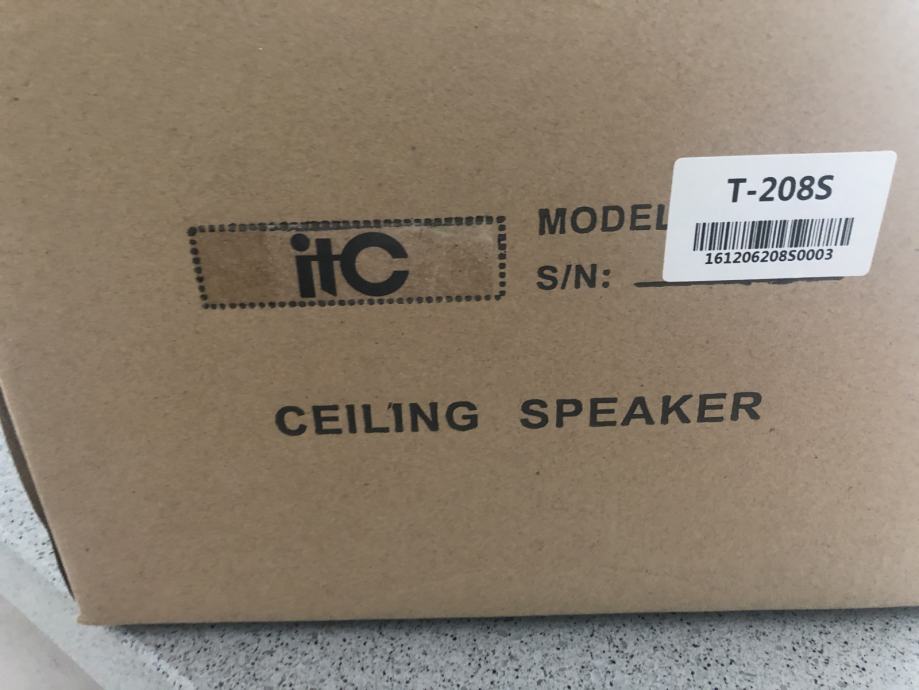 itc
MODEL
T-208S
161206208S0003
S/N:
CEILING SPEAKER